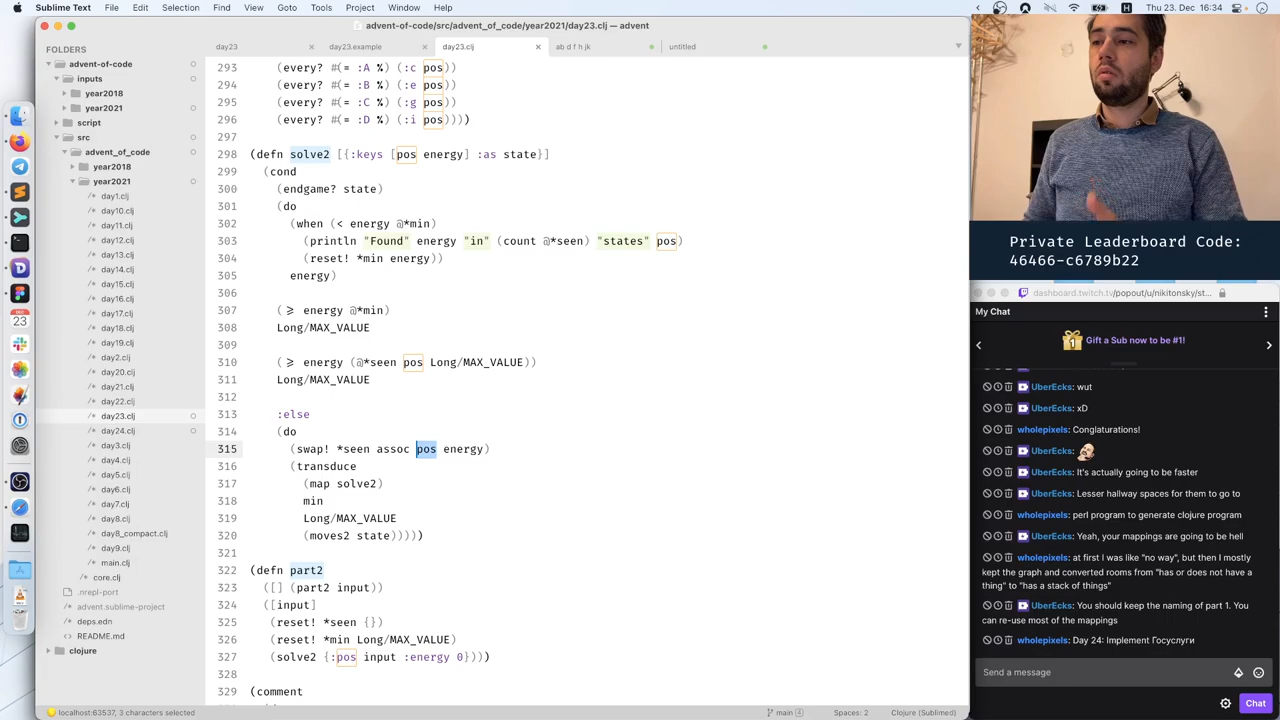 Sublime Text File Edit Selection Find View Goto Tools Project Window Help
Thu 23. Dec 16:34
advent-of-code/src/advent_of_code/year2021/day23.clj — advent
FOLDERS
advent-of-code
inputs
year2018
year2021
script
src
advent_of_code
year2018
year2021
day1.clj
day10.clj
day11.clj
day12.clj
day13.clj
day14.clj
day15.clj
day16.clj
day17.clj
day18.clj
day19.clj
day2.clj
day20.clj
day21.clj
day22.clj
day23.clj
day24.clj
day3.clj
day4.clj
day5.clj
day6.clj
day7.clj
day8.clj
day8_compact.clj
day9.clj
main.clj
core.clj
.nrepl-port
advent.sublime-project
deps.edn
README.md
clojure
day23 day23.example day23.clj ab d f h jk untitled
293 (every? #(= :A %) (:c pos))
294 (every? #(= :B %) (:e pos))
295 (every? #(= :C %) (:g pos))
296 (every? #(= :D %) (:i pos))))
297
298 (defn solve2 [{:keys [pos energy] :as state}]
299 (cond
300 (endgame? state)
301 (do
302 (when (< energy @*min)
303 (println "Found" energy "in" (count @*seen) "states" pos)
304 (reset! *min energy))
305 energy)
306
307 (≥ energy @*min)
308 Long/MAX_VALUE
309
310 (≥ energy (@*seen pos Long/MAX_VALUE))
311 Long/MAX_VALUE
312
313 :else
314 (do
315 (swap! *seen assoc pos energy)
316 (transduce
317 (map solve2)
318 min
319 Long/MAX_VALUE
320 (moves2 state)))))
321
322 (defn part2
323 ([] (part2 input))
324 ([input]
325 (reset! *seen {})
326 (reset! *min Long/MAX_VALUE)
327 (solve2 {:pos input :energy 0})))
328
329 (comment
localhost:63537, 3 characters selected
main 4 Spaces: 2 Clojure (Sublimed)
Private Leaderboard Code:
46466-c6789b22
dashboard.twitch.tv/popout/u/nikitonsky/st...
My Chat
Gift a Sub now to be #1!
UberEcks: wut
UberEcks: xD
wholepixels: Conglaturations!
UberEcks:
UberEcks: It's actually going to be faster
UberEcks: Lesser hallway spaces for them to go to
wholepixels: perl program to generate clojure program
UberEcks: Yeah, your mappings are going to be hell
wholepixels: at first I was like "no way", but then I mostly
kept the graph and converted rooms from "has or does not have a
thing" to "has a stack of things"
UberEcks: You should keep the naming of part 1. You
can re-use most of the mappings
wholepixels: Day 24: Implement Госуслуги
Send a message
Chat